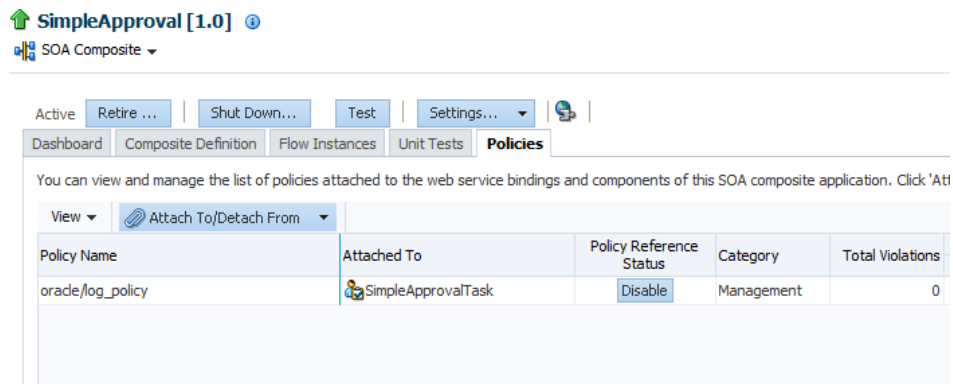 SimpleApproval [1.0]
SOA Composite
Active Retire ... Shut Down... Test Settings...
Dashboard Composite Definition Flow Instances Unit Tests Policies
You can view and manage the list of policies attached to the web service bindings and components of this SOA composite application. Click 'Att
View Attach To/Detach From
Policy Name Attached To Policy Reference Status Category Total Violations
oracle/log_policy SimpleApprovalTask Disable Management 0